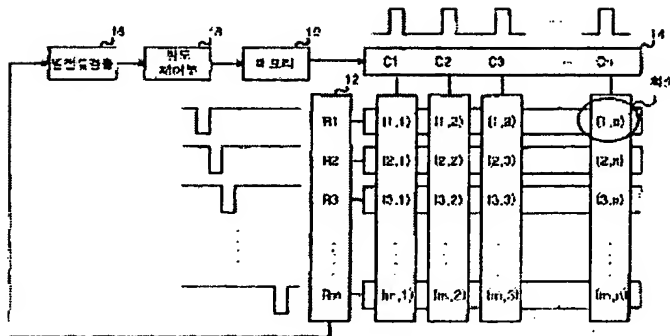 16
18
10
14
제어부
메모리
C1 C2 C3 ... Cn
12
R1 (1,1) (1,2) (1,3) (1,n)
R2 (2,1) (2,2) (2,3) (2,n)
R3 (3,1) (3,2) (3,3) (3,n)
Rm (m,1) (m,2) (m,3) (m,n)